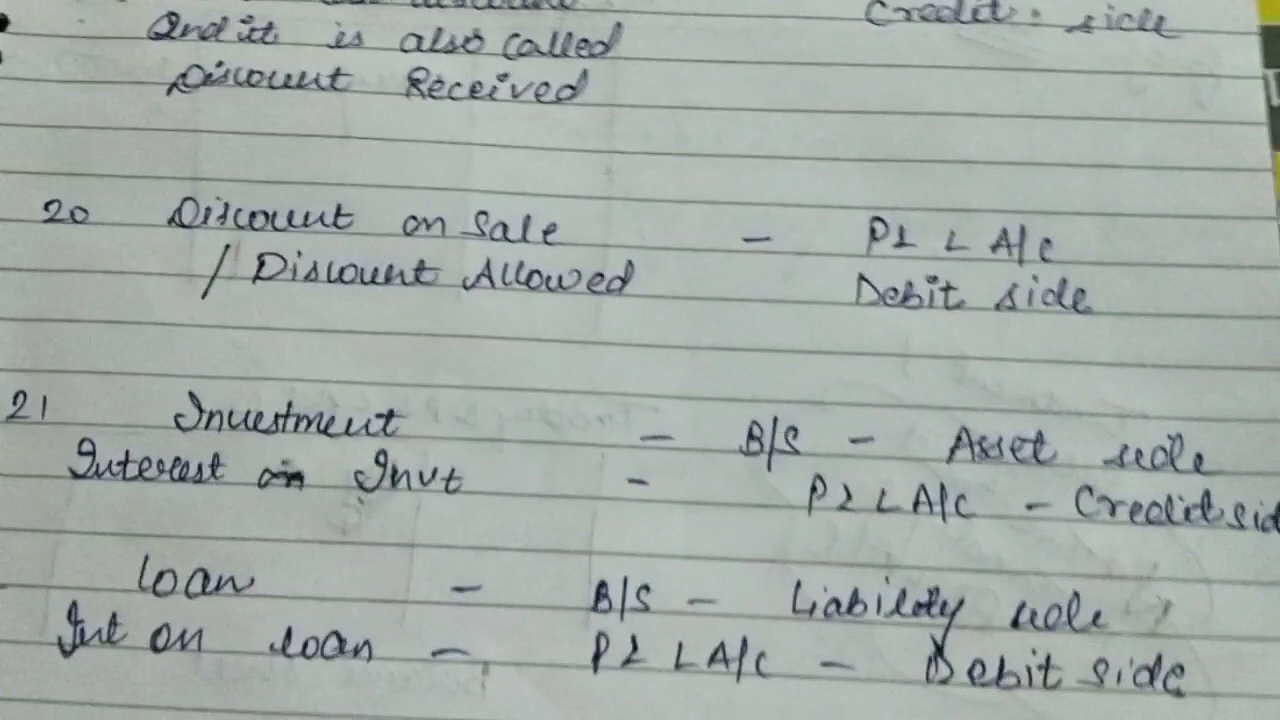 Credit side
And it is also called
Discount Received
20 Discount on Sale - P & L A/C
/ Discount Allowed Debit side
21 Investment - B/S - Asset side
Interest on Invt - P & L A/C - Credit sid
loan - B/S - Liability side
Int on loan - P & L A/C - Debit side